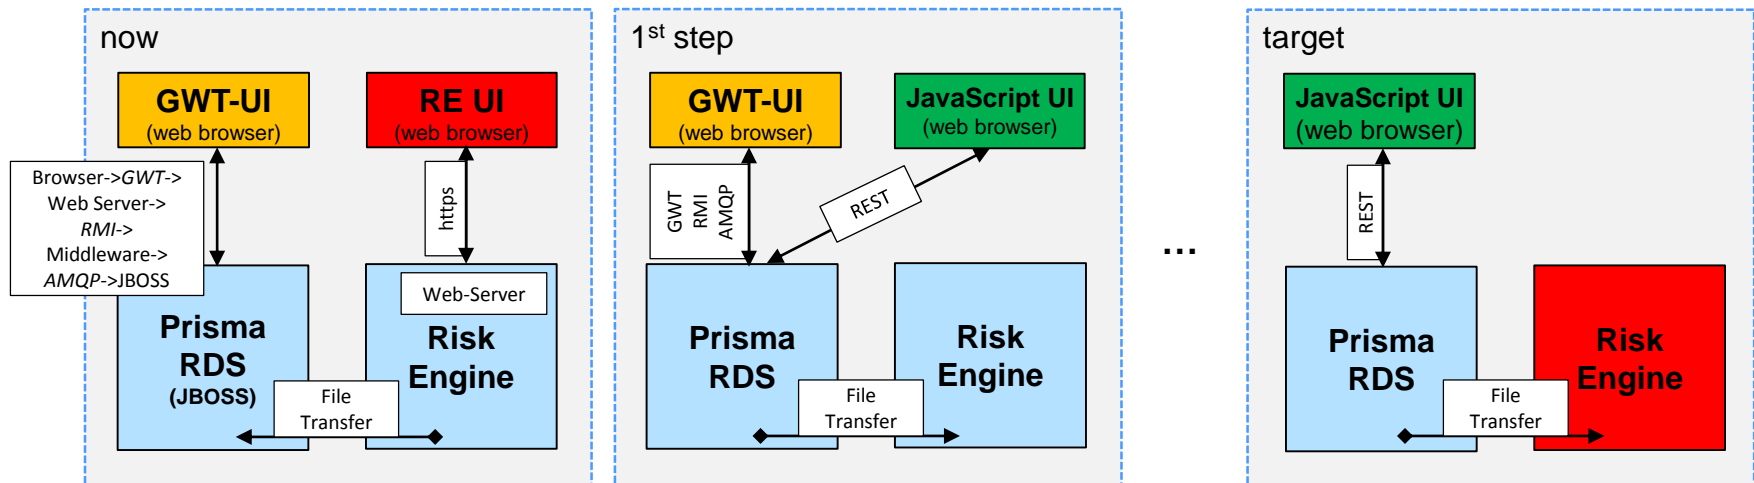 now
GWT-UI
(web browser)
RE UI
(web browser)
Browser->GWT->
Web Server->
RMI->
Middleware->
AMQP->JBOSS
https
Web-Server
Prisma
RDS
(JBOSS)
Risk
Engine
File
Transfer
1st step
GWT-UI
(web browser)
JavaScript UI
(web browser)
GWT
RMI
AMQP
REST
Prisma
RDS
Risk
Engine
File
Transfer
...
target
JavaScript UI
(web browser)
REST
Prisma
RDS
Risk
Engine
File
Transfer